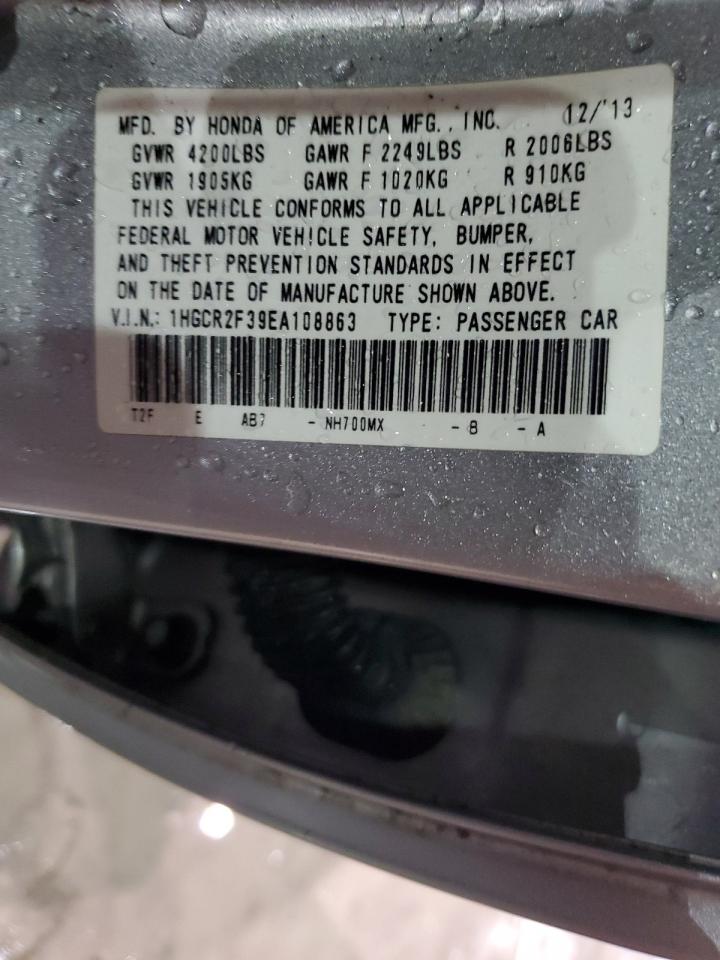 MFD. BY HONDA OF AMERICA MFG., INC. 12/'13
GVWR 4200LBS GAWR F 2249LBS R 2006LBS
GVWR 1905KG GAWR F 1020KG R 910KG
THIS VEHICLE CONFORMS TO ALL APPLICABLE
FEDERAL MOTOR VEHICLE SAFETY, BUMPER,
AND THEFT PREVENTION STANDARDS IN EFFECT
ON THE DATE OF MANUFACTURE SHOWN ABOVE.
V.I.N.: 1HGCR2F39EA108863 TYPE: PASSENGER CAR
T2F E AB7 - NH700MX - B - A